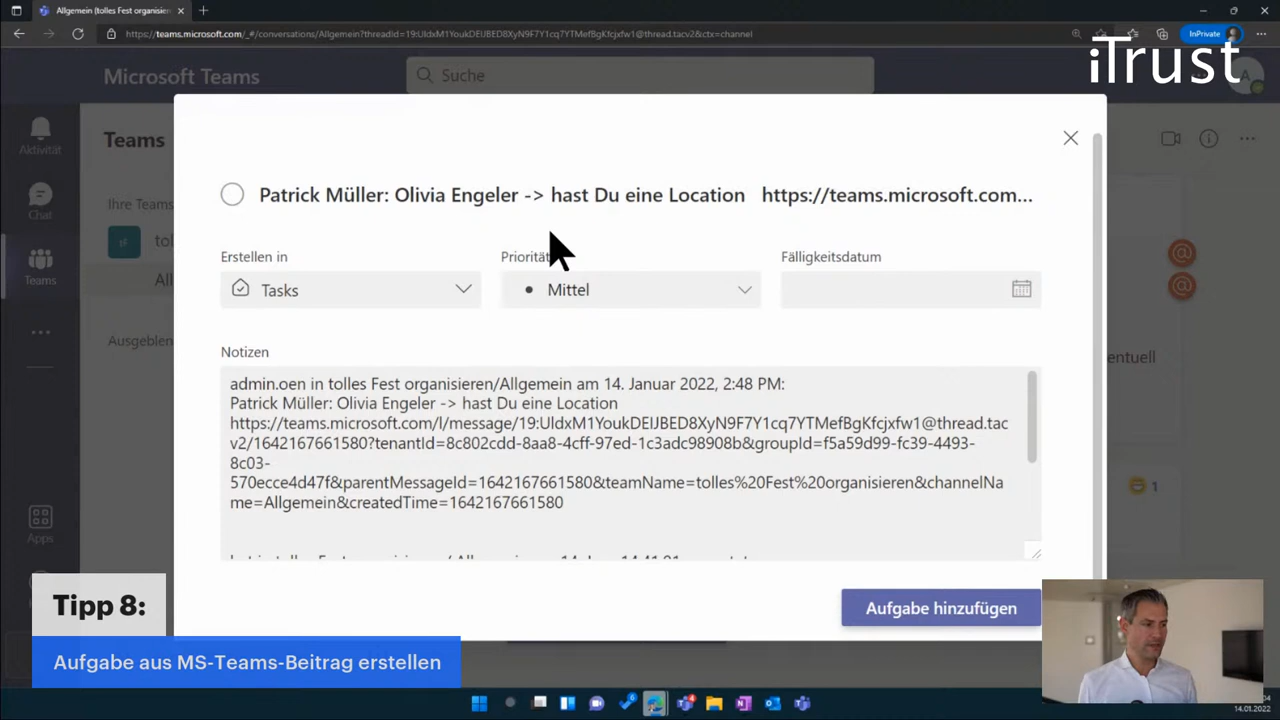 Allgemein (tolles Fest organisier
https://teams.microsoft.com/_#/conversations/Allgemein?threadId=19:UldxM1YoukDEIJBED8XyN9F7Y1cq7YTMefBgKfcjxfw1@thread.tacv2&ctx=channel
InPrivate
iTrust
Microsoft Teams
Suche
A
Aktivität
Chat
Teams
Apps
Teams
Ihre Teams
tF
tol
All
Ausgeblen
Patrick Müller: Olivia Engeler -> hast Du eine Location https://teams.microsoft.com...
Erstellen in
Priorität
Fälligkeitsdatum
Tasks
Mittel
Notizen
admin.oen in tolles Fest organisieren/Allgemein am 14. Januar 2022, 2:48 PM:
Patrick Müller: Olivia Engeler -> hast Du eine Location
https://teams.microsoft.com/l/message/19:UldxM1YoukDEIJBED8XyN9F7Y1cq7YTMefBgKfcjxfw1@thread.tac
v2/1642167661580?tenantId=8c802cdd-8aa8-4cff-97ed-1c3adc98908b&groupId=f5a59d99-fc39-4493-
8c03-
570ecce4d47f&parentMessageId=1642167661580&teamName=tolles%20Fest%20organisieren&channelNa
me=Allgemein&createdTime=1642167661580
entuell
1
Aufgabe hinzufügen
Tipp 8:
Aufgabe aus MS-Teams-Beitrag erstellen
14.01.2022